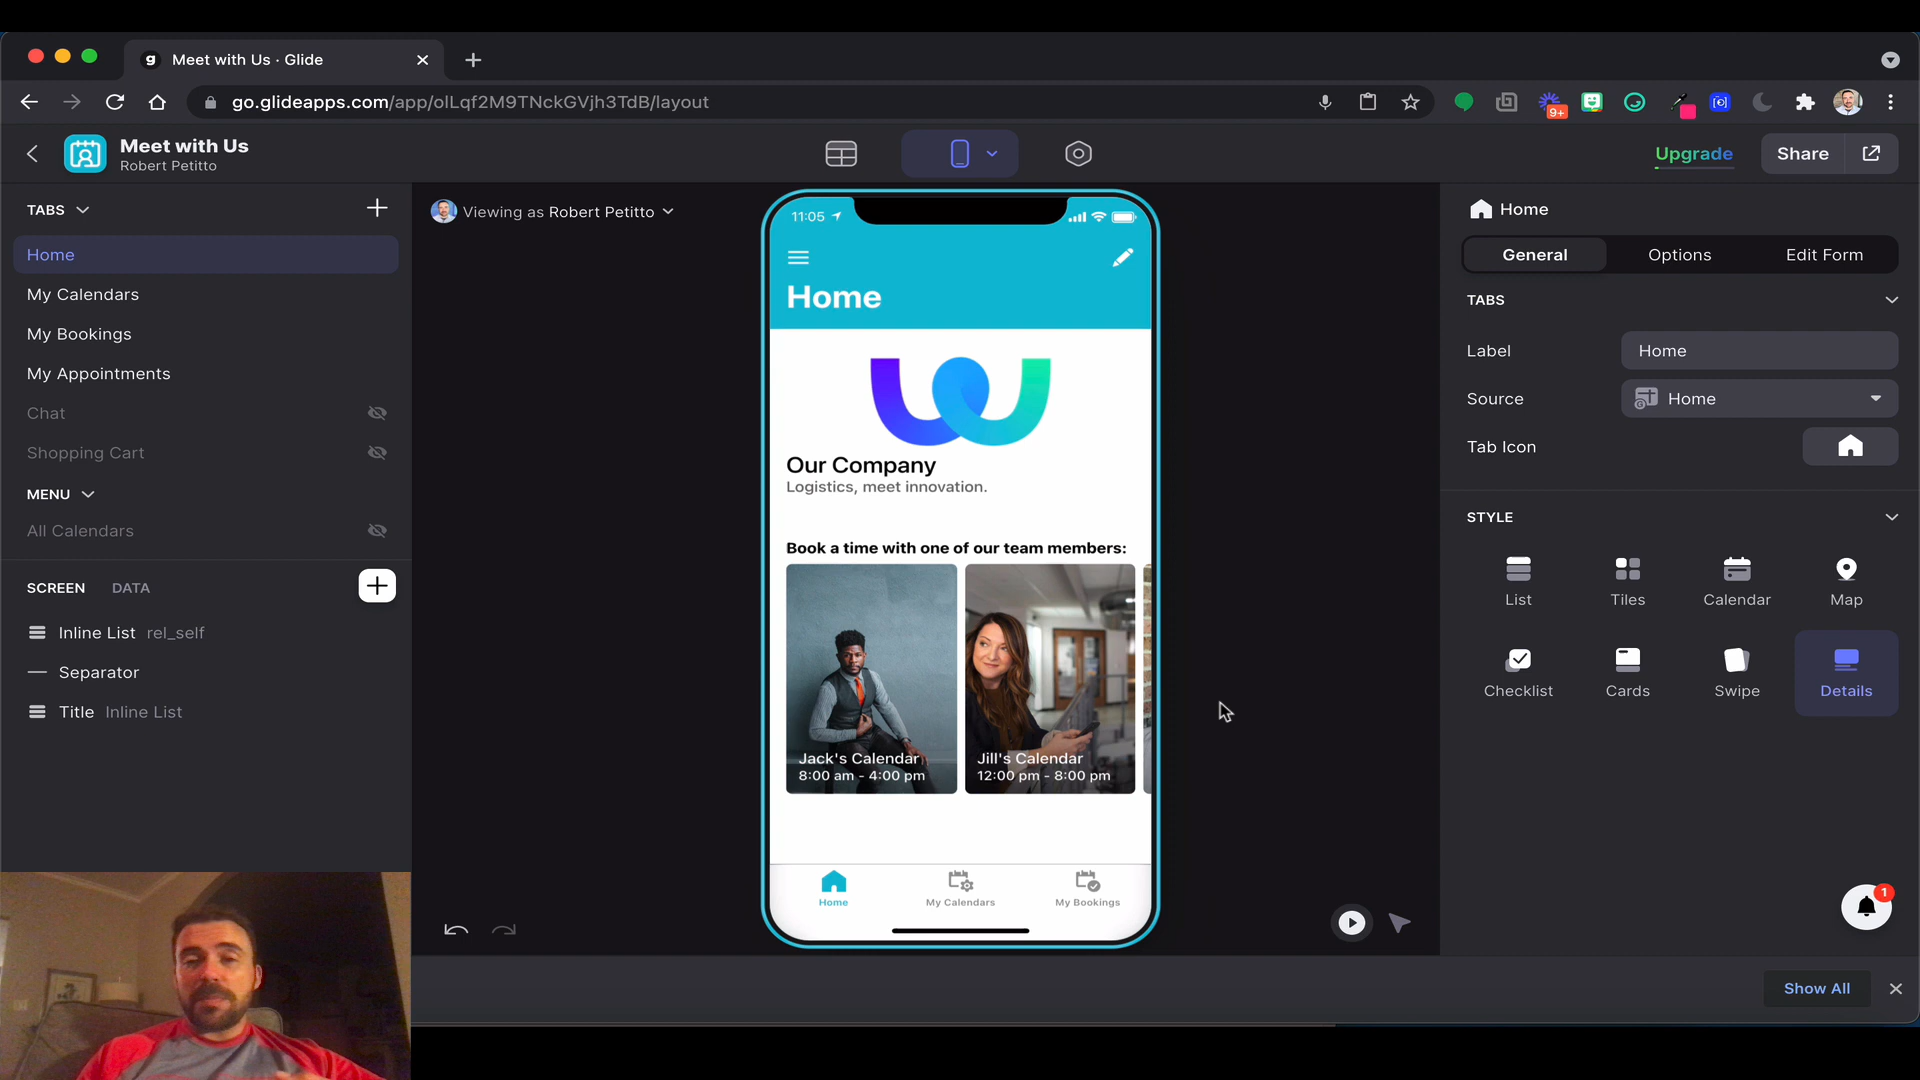 Meet with Us · Glide
go.glideapps.com/app/olLqf2M9TNckGVjh3TdB/layout
9+
Meet with Us
Robert Petitto
Upgrade
Share
TABS
Home
My Calendars
My Bookings
My Appointments
Chat
Shopping Cart
MENU
All Calendars
SCREEN DATA
Inline List rel_self
Separator
Title Inline List
Viewing as Robert Petitto
11:05
Home
Our Company
Logistics, meet innovation.
Book a time with one of our team members:
Jack's Calendar
8:00 am - 4:00 pm
Jill's Calendar
12:00 pm - 8:00 pm
Home
My Calendars
My Bookings
Home
General Options Edit Form
TABS
Label Home
Source Home
Tab Icon
STYLE
List Tiles Calendar Map
Checklist Cards Swipe Details
1
Show All